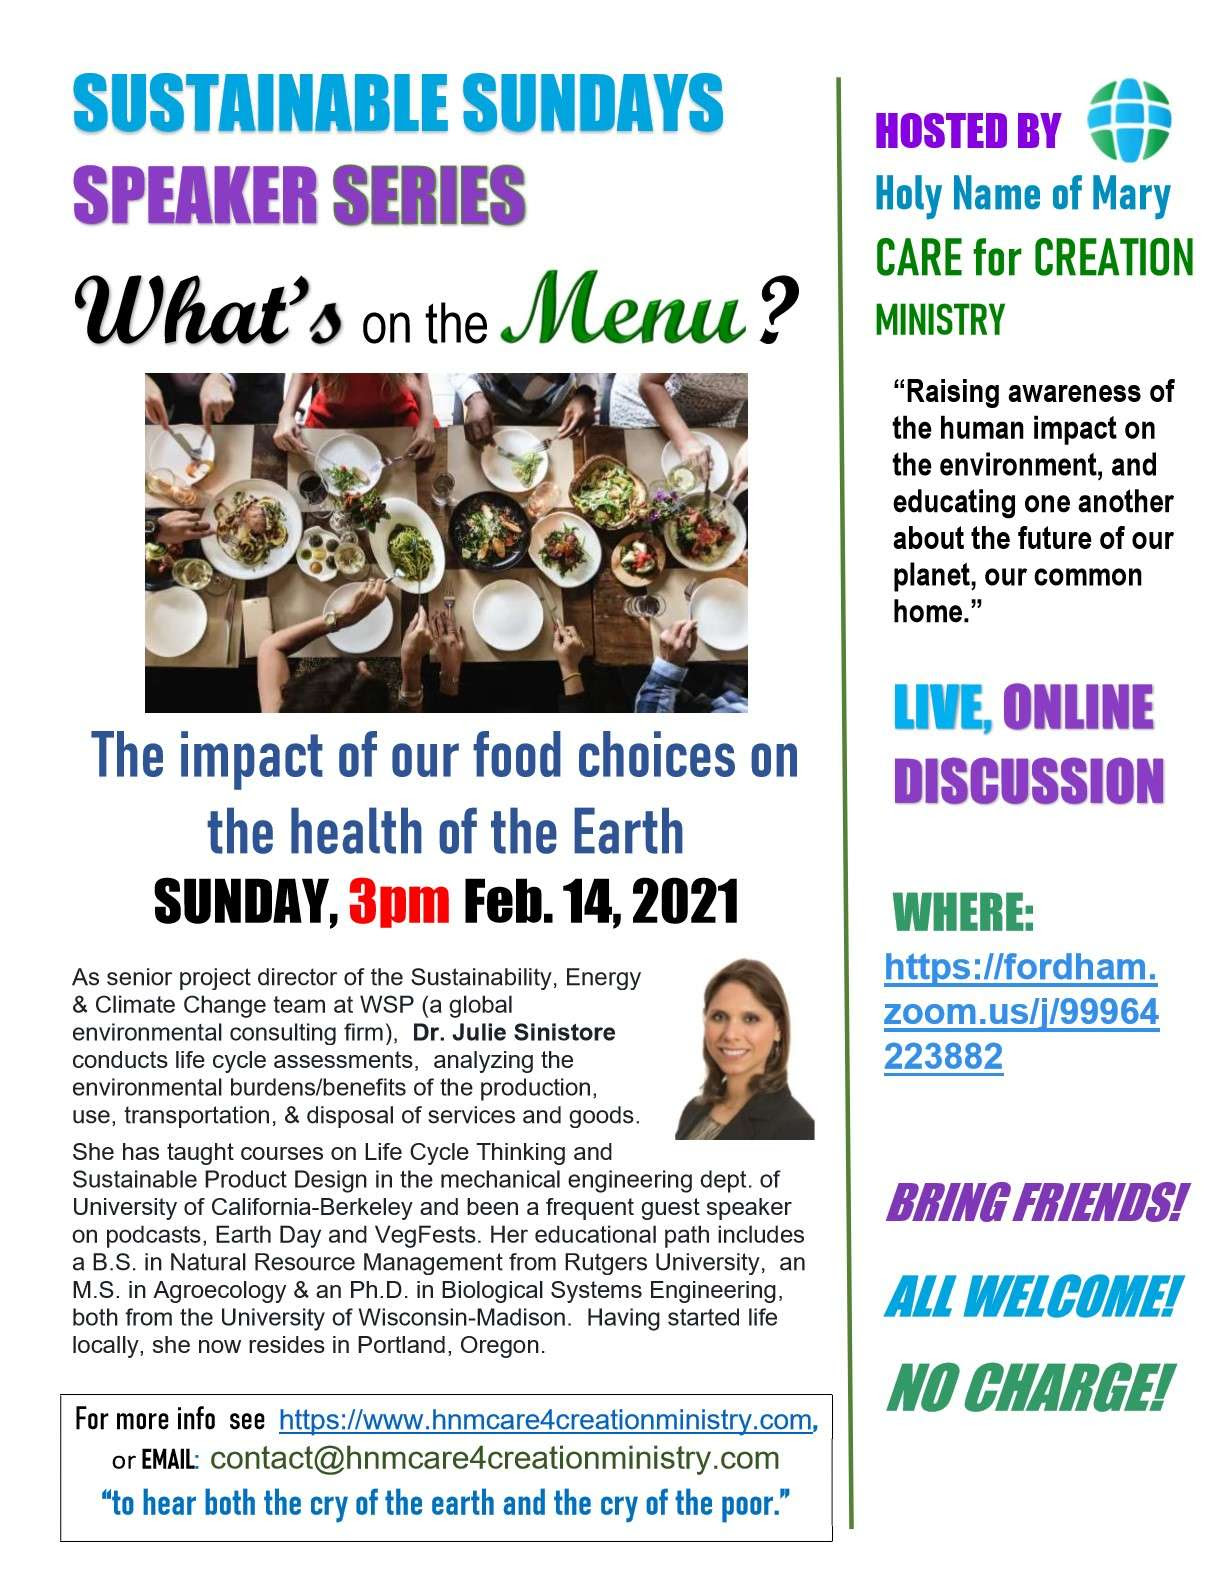 SUSTAINABLE SUNDAYS
SPEAKER SERIES
What's on the Menu?
The impact of our food choices on
the health of the Earth
SUNDAY, 3pm Feb. 14, 2021
As senior project director of the Sustainability, Energy
& Climate Change team at WSP (a global
environmental consulting firm),  Dr. Julie Sinistore
conducts life cycle assessments,  analyzing the
environmental burdens/benefits of the production,
use, transportation, & disposal of services and goods.
She has taught courses on Life Cycle Thinking and
Sustainable Product Design in the mechanical engineering dept. of
University of California-Berkeley and been a frequent guest speaker
on podcasts, Earth Day and VegFests. Her educational path includes
a B.S. in Natural Resource Management from Rutgers University,  an
M.S. in Agroecology & an Ph.D. in Biological Systems Engineering,
both from the University of Wisconsin-Madison.  Having started life
locally, she now resides in Portland, Oregon.
For more info  see  https://www.hnmcare4creationministry.com,
or EMAIL:  contact@hnmcare4creationministry.com
“to hear both the cry of the earth and the cry of the poor.”
HOSTED BY
Holy Name of Mary
CARE for CREATION
MINISTRY
“Raising awareness of
the human impact on
the environment, and
educating one another
about the future of our
planet, our common
home.”
LIVE, ONLINE
DISCUSSION
WHERE:
https://fordham.
zoom.us/j/99964
223882
BRING FRIENDS!
ALL WELCOME!
NO CHARGE!